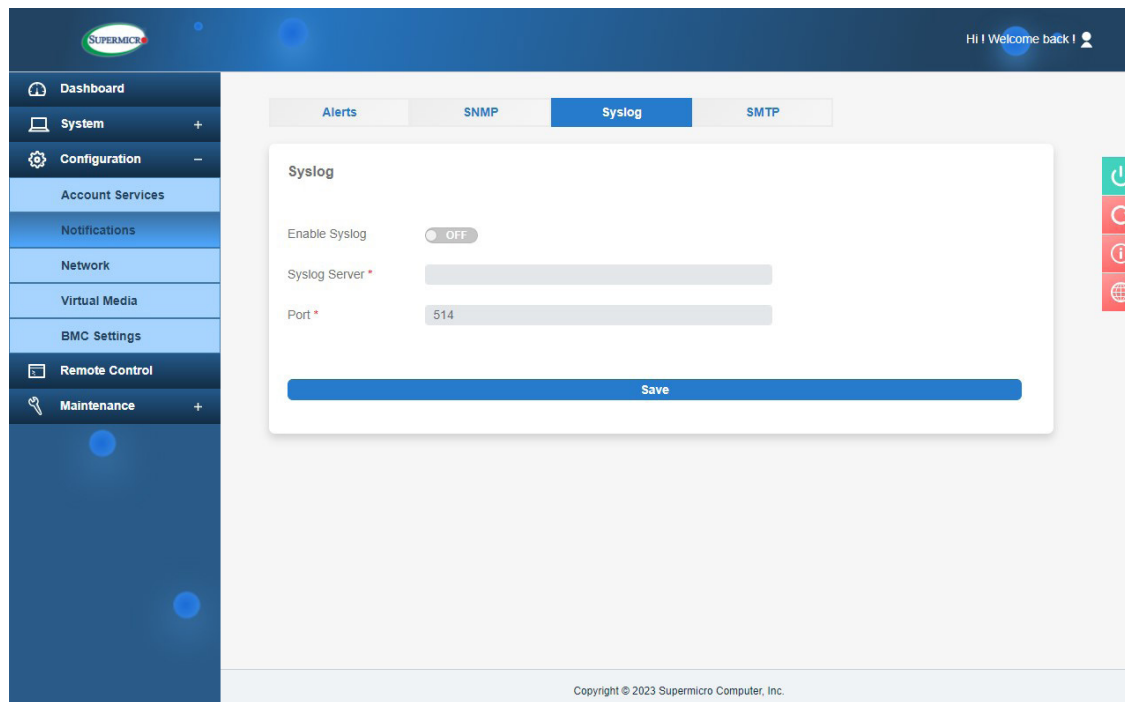 SUPERMICRO
Hi ! Welcome back !
Dashboard
System +
Configuration −
Account Services
Notifications
Network
Virtual Media
BMC Settings
Remote Control
Maintenance +
Alerts SNMP Syslog SMTP
Syslog
Enable Syslog OFF
Syslog Server *
Port * 514
Save
Copyright © 2023 Supermicro Computer, Inc.